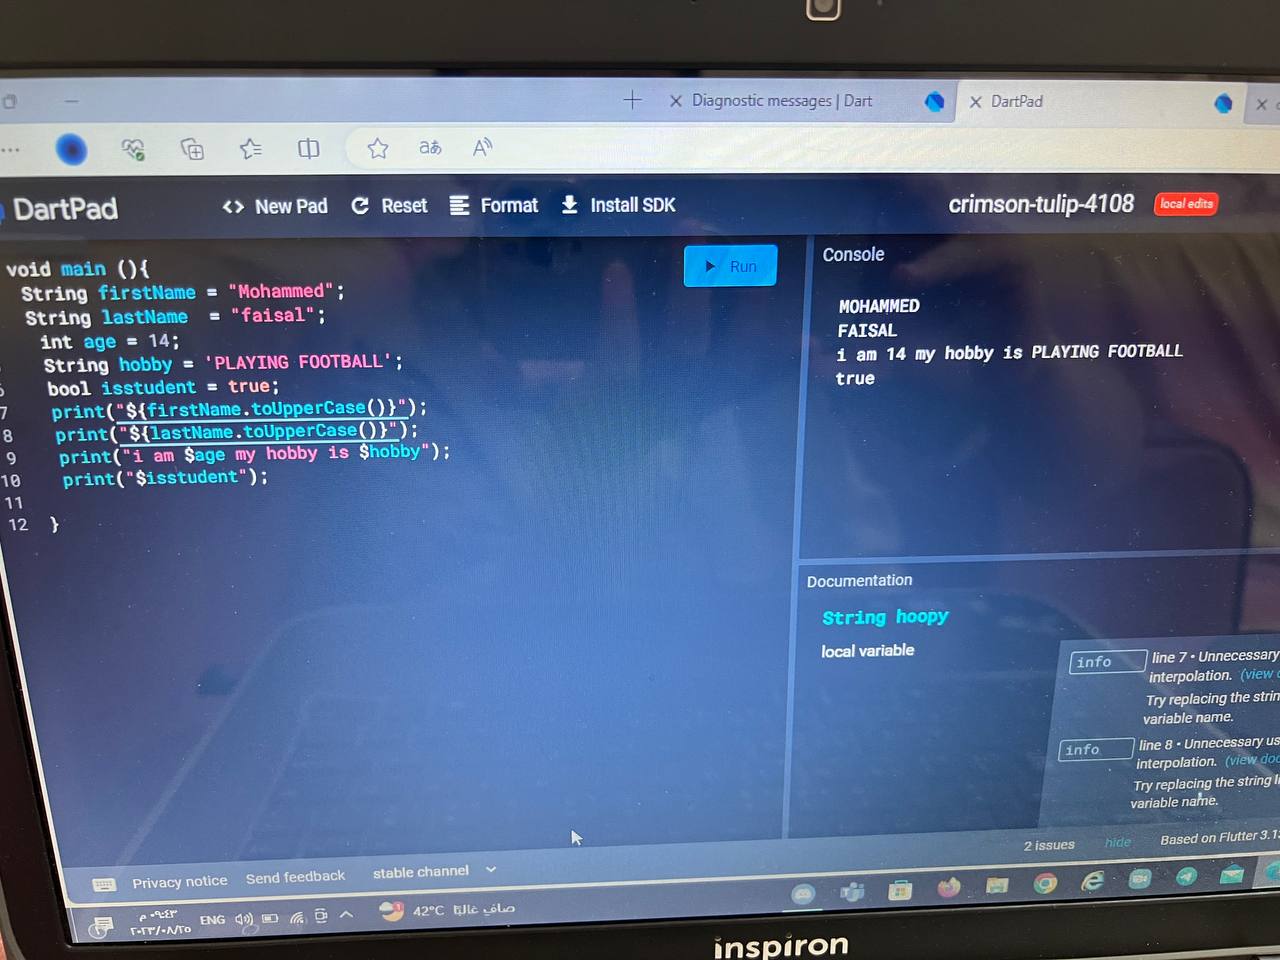 Diagnostic messages | Dart
DartPad
DartPad
New Pad
Reset
Format
Install SDK
crimson-tulip-4108
local edits
void main (){
String firstName = "Mohammed";
String lastName = "faisal";
int age = 14;
String hobby = 'PLAYING FOOTBALL';
bool isstudent = true;
7 print("${firstName.toUpperCase()}");
8 print("${lastName.toUpperCase()}");
9 print("i am $age my hobby is $hobby");
10 print("$isstudent");
11
12 }
Run
Console
MOHAMMED
FAISAL
i am 14 my hobby is PLAYING FOOTBALL
true
Documentation
String hoopy
local variable
info
line 7 • Unnecessary
interpolation. (view
Try replacing the
variable name.
info
line 8 • Unnecessary
interpolation. (view
Try replacing the string
variable name.
2 issues
hide
Based on Flutter 3.1
Privacy notice
Send feedback
stable channel
ENG
42°C صاف غالبًا
٠٩:٤٣ م
٢٠٢٣/٠٨/٢٥
inspiron